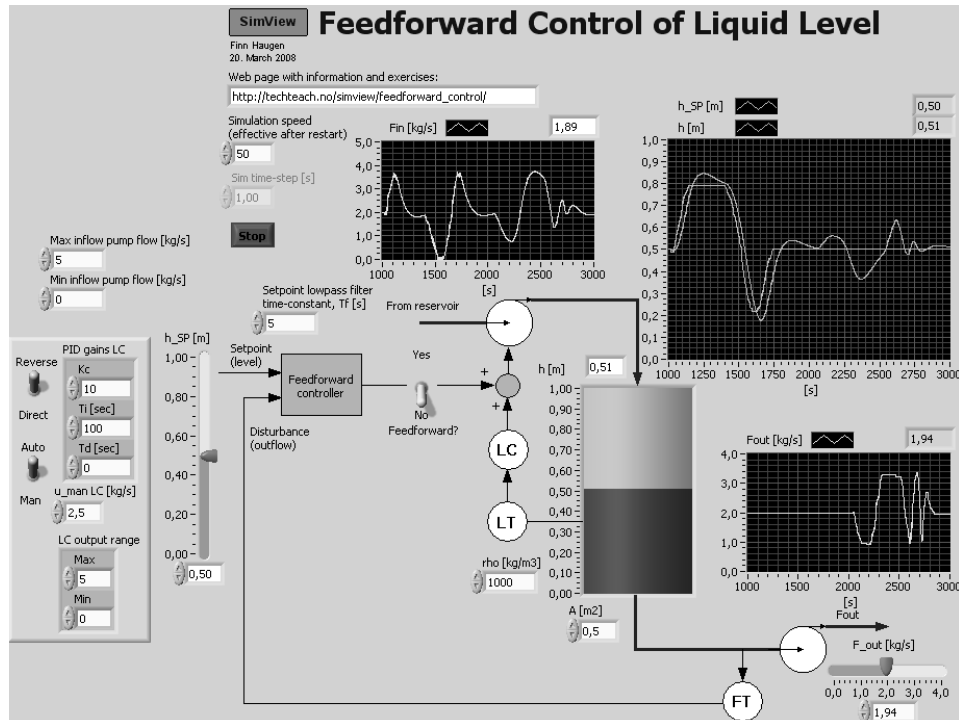 SimView
Feedforward Control of Liquid Level
Finn Haugen
20. March 2008
Web page with information and exercises:
http://techteach.no/simview/feedforward_control/
Simulation speed
(effective after restart)
50
Sim time-step [s]
1,00
Stop
Fin [kg/s]
1,89
5,0
4,0
3,0
2,0
1,0
0,0
1000
1500
2000
2500
3000
[s]
h_SP [m]
0,50
h [m]
0,51
1,0
0,9
0,8
0,7
0,6
0,5
0,4
0,3
0,2
0,1
0,0
1000
1250
1500
1750
2000
2250
2500
2750
3000
[s]
Max inflow pump flow [kg/s]
5
Min inflow pump flow [kg/s]
0
Setpoint lowpass filter
time-constant, Tf [s]
5
From reservoir
PID gains LC
Reverse
Direct
Kc
10
Ti [sec]
100
Td [sec]
0
Auto
Man
u_man LC [kg/s]
2,5
LC output range
Max
5
Min
0
h_SP [m]
1,00
0,80
0,60
0,40
0,20
0,00
0,50
Setpoint
(level)
Feedforward
controller
Disturbance
(outflow)
Yes
No
Feedforward?
+
+
LC
LT
h [m]
0,51
1,00
0,90
0,80
0,70
0,60
0,50
0,40
0,30
0,20
0,10
0,00
rho [kg/m3]
1000
A [m2]
0,5
Fout [kg/s]
1,94
4,0
3,0
2,0
1,0
0,0
1000
1500
2000
2500
3000
[s]
Fout
F_out [kg/s]
0,0 1,0 2,0 3,0 4,0
1,94
FT